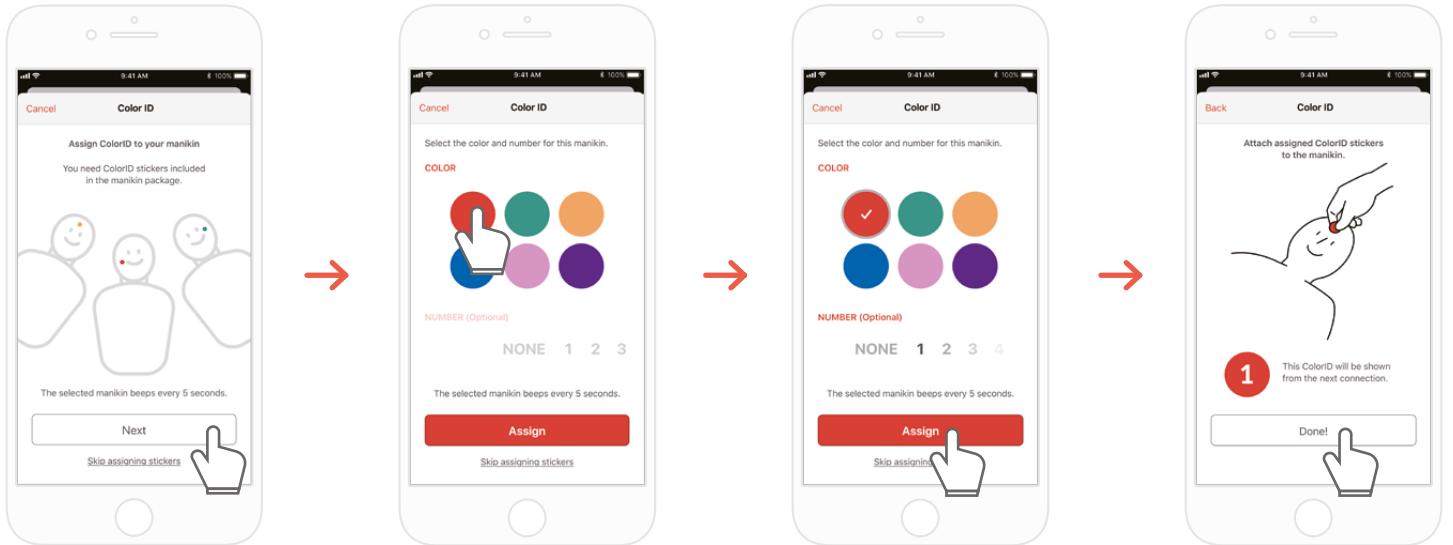 9:41 AM
100%
Cancel
Color ID
Assign ColorID to your manikin
You need ColorID stickers included
in the manikin package.
The selected manikin beeps every 5 seconds.
Next
Skip assigning stickers
9:41 AM
100%
Cancel
Color ID
Select the color and number for this manikin.
COLOR
NUMBER (Optional)
NONE 1 2 3
The selected manikin beeps every 5 seconds.
Assign
Skip assigning stickers
9:41 AM
100%
Cancel
Color ID
Select the color and number for this manikin.
COLOR
NUMBER (Optional)
NONE 1 2 3 4
The selected manikin beeps every 5 seconds.
Assign
Skip assigning
9:41 AM
100%
Back
Color ID
Attach assigned ColorID stickers
to the manikin.
1
This ColorID will be shown
from the next connection.
Done!